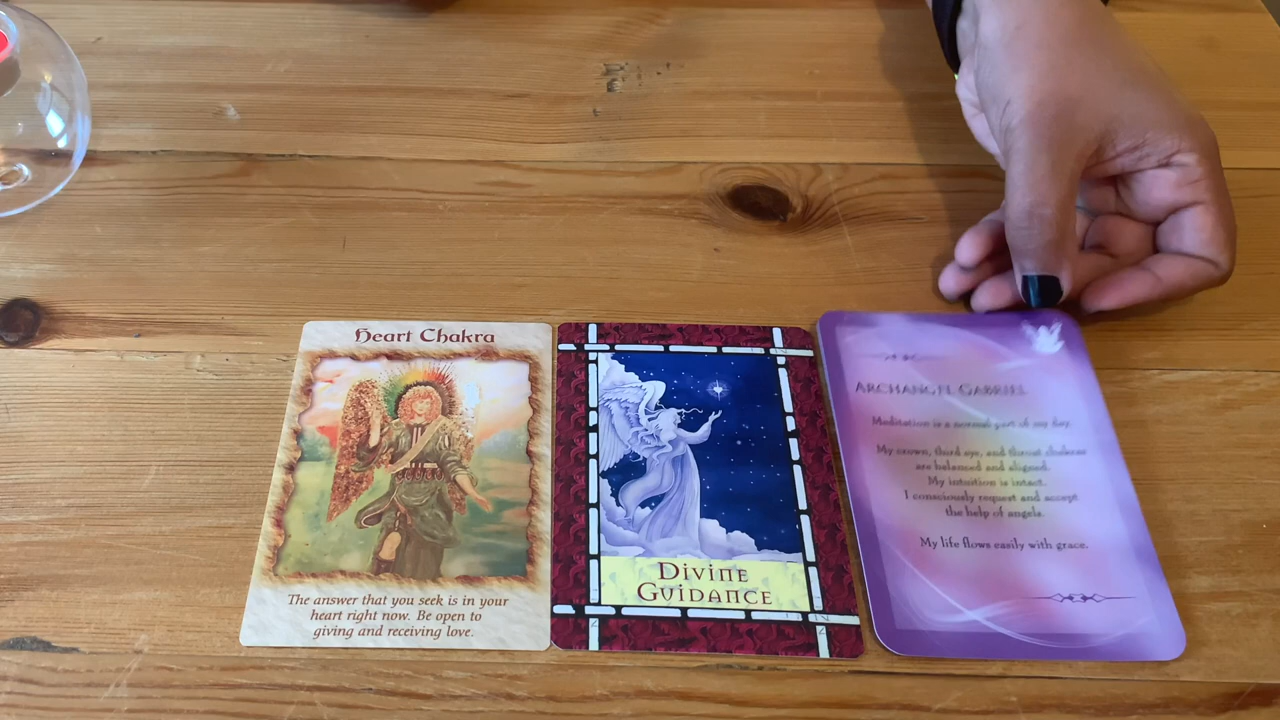 Heart Chakra
The answer that you seek is in your
heart right now. Be open to
giving and receiving love.
DIVINE
GUIDANCE
ARCHANGEL GABRIEL
Meditation is a normal part of my day.
My crown, third eye, and throat chakras
are balanced and aligned.
My intuition is intact.
I consciously request and accept
the help of angels.
My life flows easily with grace.